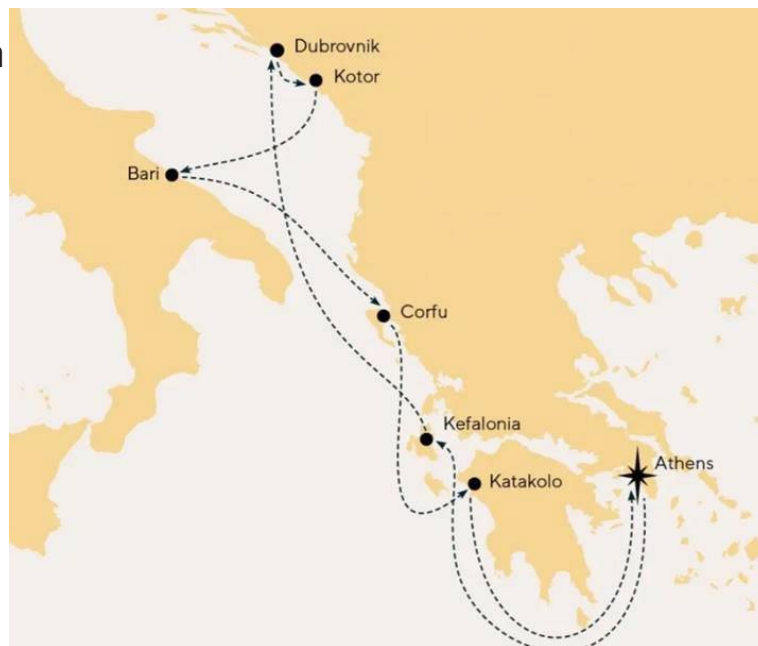 Dubrovnik
Kotor
Bari
Corfu
Kefalonia
Athens
Katakolo